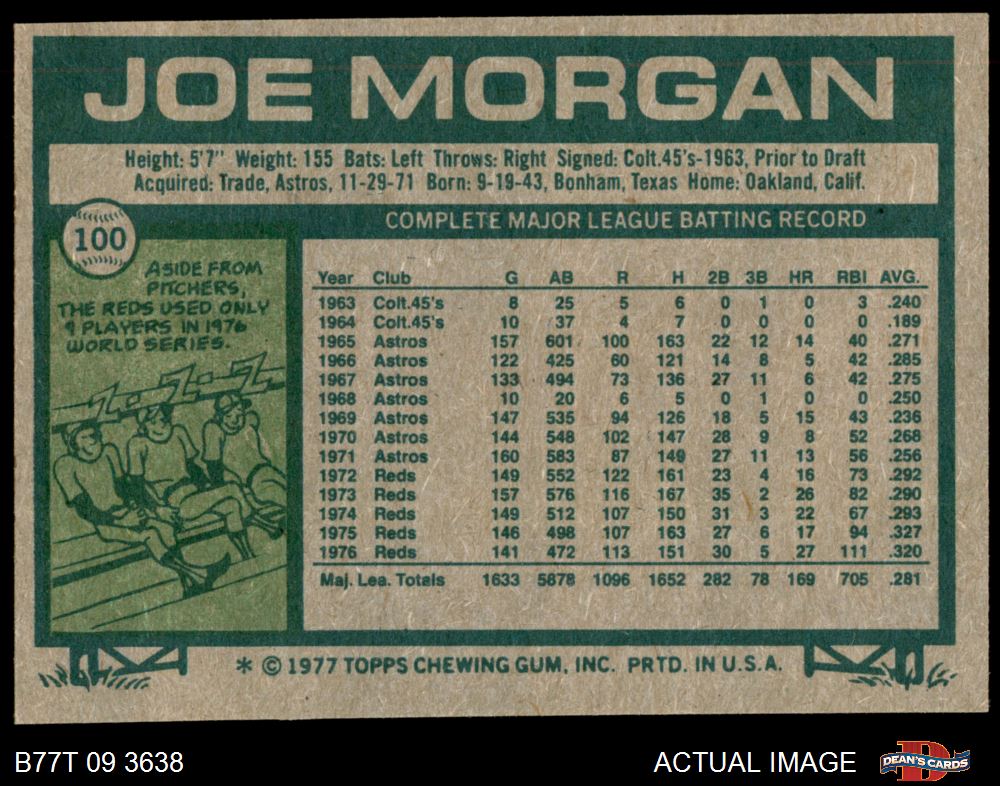 JOE MORGAN
Height: 5'7" Weight: 155 Bats: Left Throws: Right Signed: Colt.45's-1963, Prior to Draft
Acquired: Trade, Astros, 11-29-71 Born: 9-19-43, Bonham, Texas Home: Oakland, Calif.
COMPLETE MAJOR LEAGUE BATTING RECORD
100
ASIDE FROM
PITCHERS,
THE REDS USED ONLY
9 PLAYERS IN 1976
WORLD SERIES.
Z-Z-Z
Year Club G AB R H 2B 3B HR RBI AVG.
1963 Colt.45's 8 25 5 6 0 1 0 3 .240
1964 Colt.45's 10 37 4 7 0 0 0 0 .189
1965 Astros 157 601 100 163 22 12 14 40 .271
1966 Astros 122 425 60 121 14 8 5 42 .285
1967 Astros 133 494 73 136 27 11 6 42 .275
1968 Astros 10 20 6 5 0 1 0 0 .250
1969 Astros 147 535 94 126 18 5 15 43 .236
1970 Astros 144 548 102 147 28 9 8 52 .268
1971 Astros 160 583 87 149 27 11 13 56 .256
1972 Reds 149 552 122 161 23 4 16 73 .292
1973 Reds 157 576 116 167 35 2 26 82 .290
1974 Reds 149 512 107 150 31 3 22 67 .293
1975 Reds 146 498 107 163 27 6 17 94 .327
1976 Reds 141 472 113 151 30 5 27 111 .320
Maj. Lea. Totals 1633 5878 1096 1652 282 78 169 705 .281
* © 1977 TOPPS CHEWING GUM, INC. PRTD. IN U.S.A.
B77T 09 3638
ACTUAL IMAGE
DEAN'S CARDS